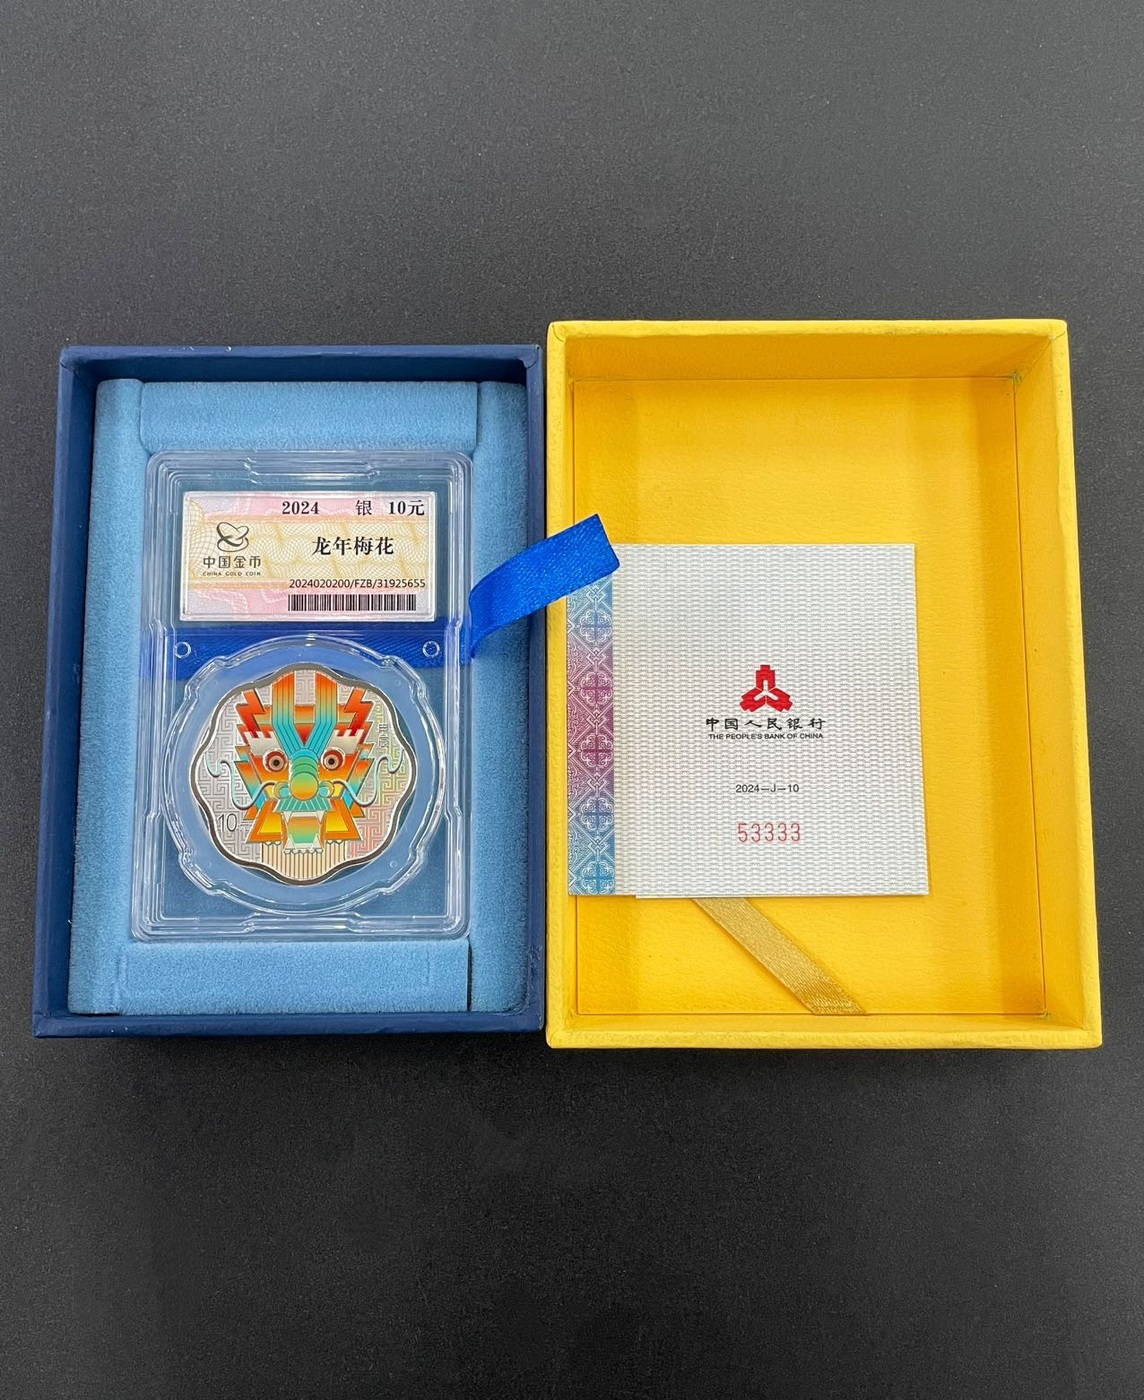 2024 银 10元
中国金币
CHINA GOLD COIN
龙年梅花
2024020200/FZB/31925655
10
中国人民银行
THE PEOPLE'S BANK OF CHINA
2024—J—10
53333